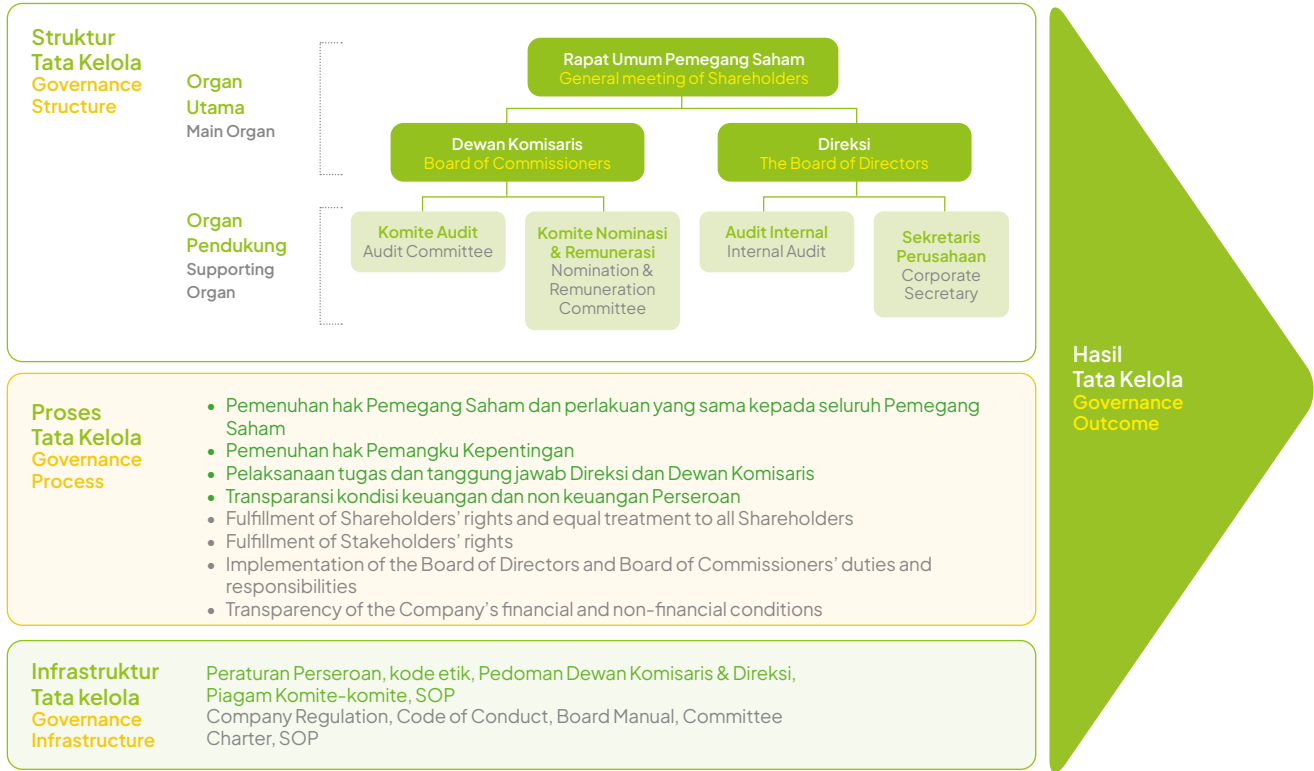 Struktur
Tata Kelola
Governance
Structure
Organ
Utama
Main Organ
Rapat Umum Pemegang Saham
General meeting of Shareholders
Dewan Komisaris
Board of Commissioners
Direksi
The Board of Directors
Organ
Pendukung
Supporting
Organ
Komite Audit
Audit Committee
Komite Nominasi
& Remunerasi
Nomination &
Remuneration
Committee
Audit Internal
Internal Audit
Sekretaris
Perusahaan
Corporate
Secretary
Proses
Tata Kelola
Governance
Process
• Pemenuhan hak Pemegang Saham dan perlakuan yang sama kepada seluruh Pemegang
Saham
• Pemenuhan hak Pemangku Kepentingan
• Pelaksanaan tugas dan tanggung jawab Direksi dan Dewan Komisaris
• Transparansi kondisi keuangan dan non keuangan Perseroan
• Fulfillment of Shareholders’ rights and equal treatment to all Shareholders
• Fulfillment of Stakeholders’ rights
• Implementation of the Board of Directors and Board of Commissioners’ duties and
responsibilities
• Transparency of the Company’s financial and non-financial conditions
Infrastruktur
Tata kelola
Governance
Infrastructure
Peraturan Perseroan, kode etik, Pedoman Dewan Komisaris & Direksi,
Piagam Komite-komite, SOP
Company Regulation, Code of Conduct, Board Manual, Committee
Charter, SOP
Hasil
Tata Kelola
Governance
Outcome